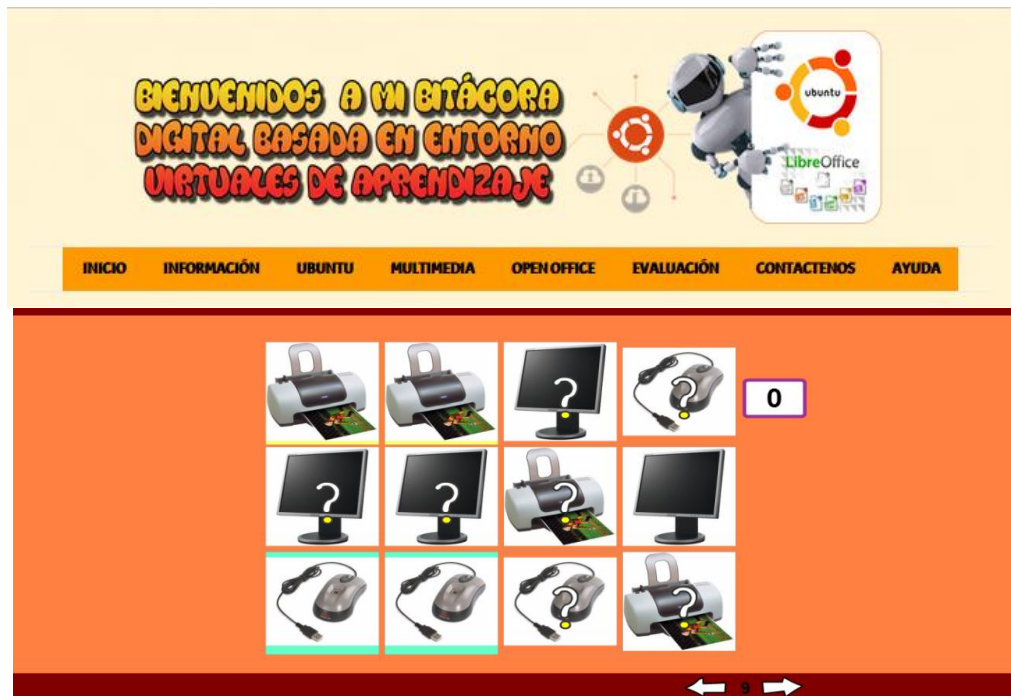 BIENVENIDOS A MI BITÁCORA
DIGITAL BASADA EN ENTORNO
VIRTUALES DE APRENDIZAJE
ubuntu
LibreOffice
INICIO INFORMACIÓN UBUNTU MULTIMEDIA OPEN OFFICE EVALUACIÓN CONTACTENOS AYUDA
? ?
0
? ? ?
? ?
9